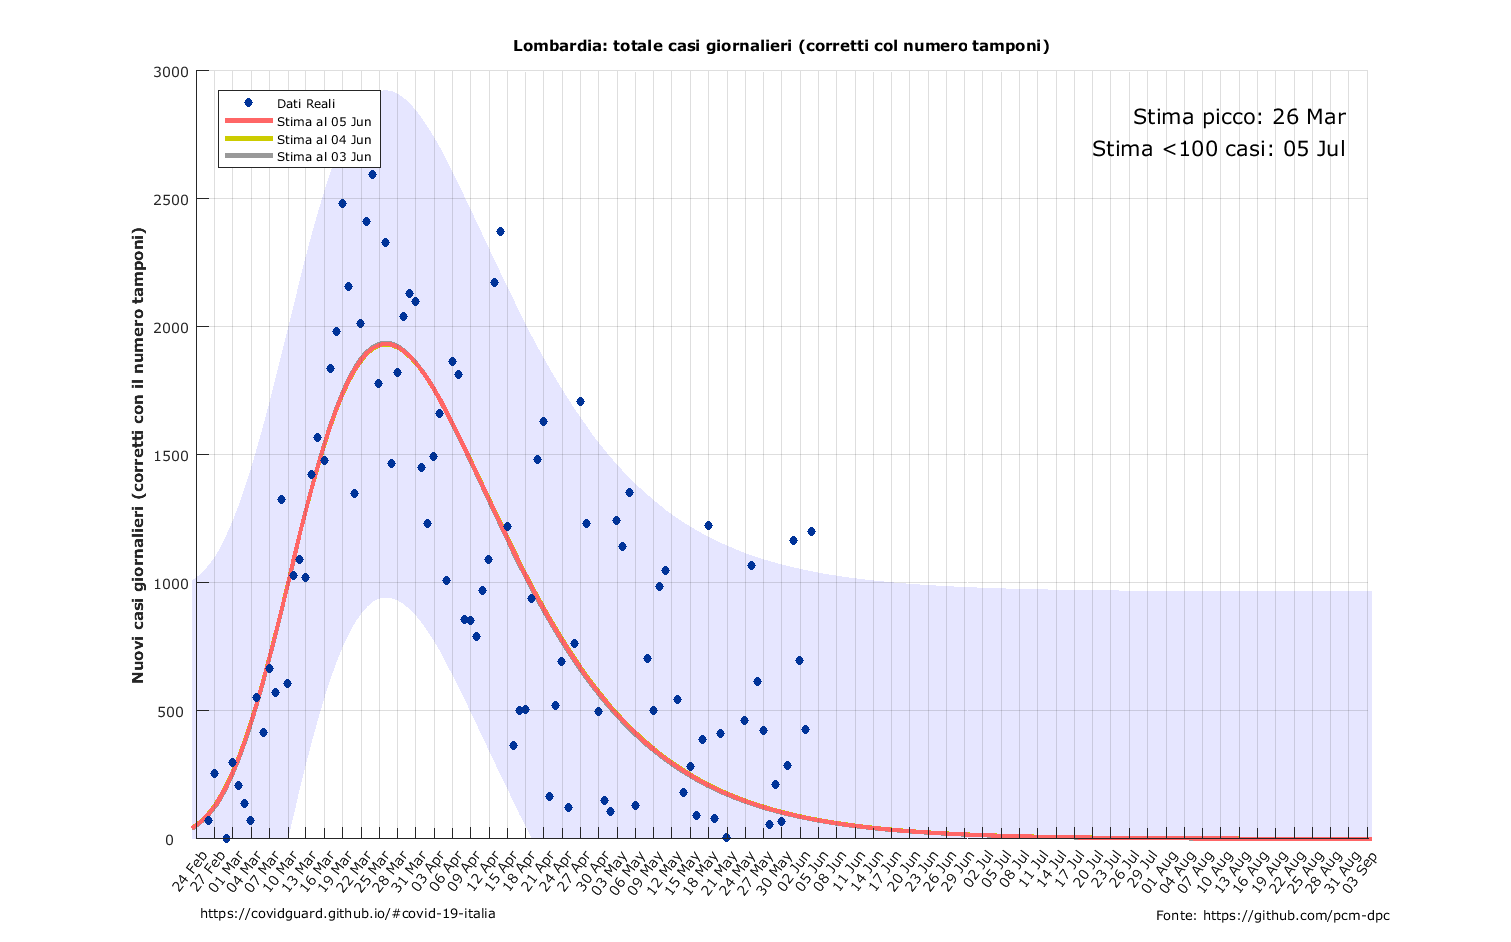 Lombardia: totale casi giornalieri (corretti col numero tamponi)
Nuovi casi giornalieri (corretti con il numero tamponi)
3000
2500
2000
1500
1000
500
0
Dati Reali
Stima al 05 Jun
Stima al 04 Jun
Stima al 03 Jun
Stima picco: 26 Mar
Stima <100 casi: 05 Jul
24 Feb
27 Feb
01 Mar
04 Mar
07 Mar
10 Mar
13 Mar
16 Mar
19 Mar
22 Mar
25 Mar
28 Mar
31 Mar
03 Apr
06 Apr
09 Apr
12 Apr
15 Apr
18 Apr
21 Apr
24 Apr
27 Apr
30 Apr
03 May
06 May
09 May
12 May
15 May
18 May
21 May
24 May
27 May
30 May
02 Jun
05 Jun
08 Jun
11 Jun
14 Jun
17 Jun
20 Jun
23 Jun
26 Jun
29 Jun
02 Jul
05 Jul
08 Jul
11 Jul
14 Jul
17 Jul
20 Jul
23 Jul
26 Jul
29 Jul
01 Aug
04 Aug
07 Aug
10 Aug
13 Aug
16 Aug
19 Aug
22 Aug
25 Aug
28 Aug
31 Aug
03 Sep
https://covidguard.github.io/#covid-19-italia
Fonte: https://github.com/pcm-dpc